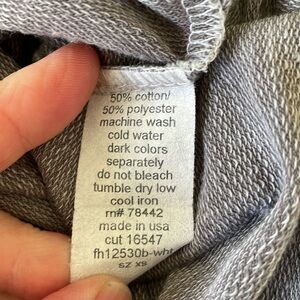 50% cotton/
50% polyester
machine wash
cold water
dark colors
separately
do not bleach
tumble dry low
cool iron
rn# 78442
made in usa
cut 16547
fh12530b-wht
sz xs